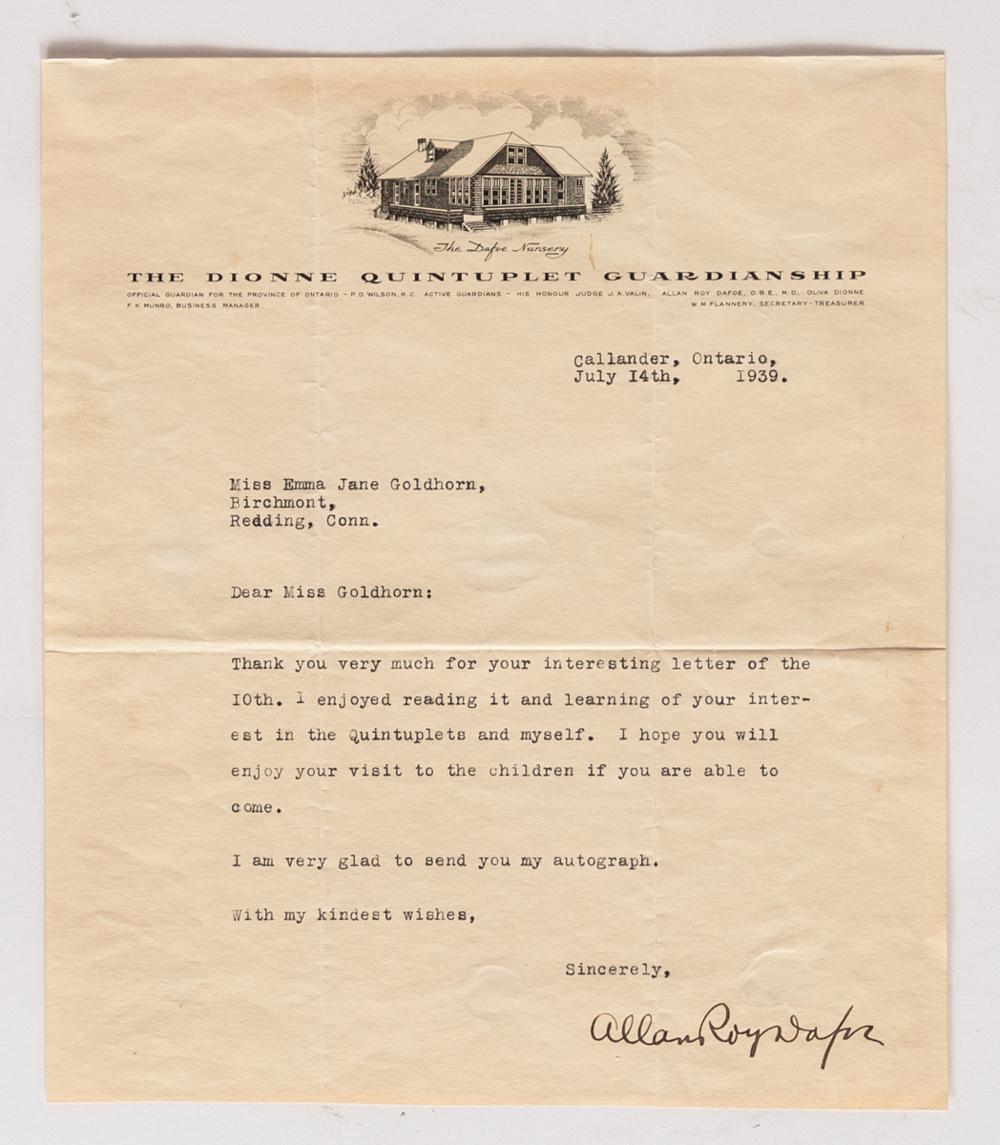 The Dafoe Nursery
THE DIONNE QUINTUPLET GUARDIANSHIP
OFFICIAL GUARDIAN FOR THE PROVINCE OF ONTARIO - P.D. WILSON, K.C. ACTIVE GUARDIANS - HIS HONOUR JUDGE J.A. VALIN, ALLAN ROY DAFOE, O.B.E., M.D., OLIVA DIONNE
F.K. MUNRO, BUSINESS MANAGER. W.M. FLANNERY, SECRETARY-TREASURER
Callander, Ontario,
July 14th, 1939.
Miss Emma Jane Goldhorn,
Birchmont,
Redding, Conn.
Dear Miss Goldhorn:
Thank you very much for your interesting letter of the
10th. I enjoyed reading it and learning of your inter-
est in the Quintuplets and myself. I hope you will
enjoy your visit to the children if you are able to
come.
I am very glad to send you my autograph.
With my kindest wishes,
Sincerely,
Allan Roy Dafoe